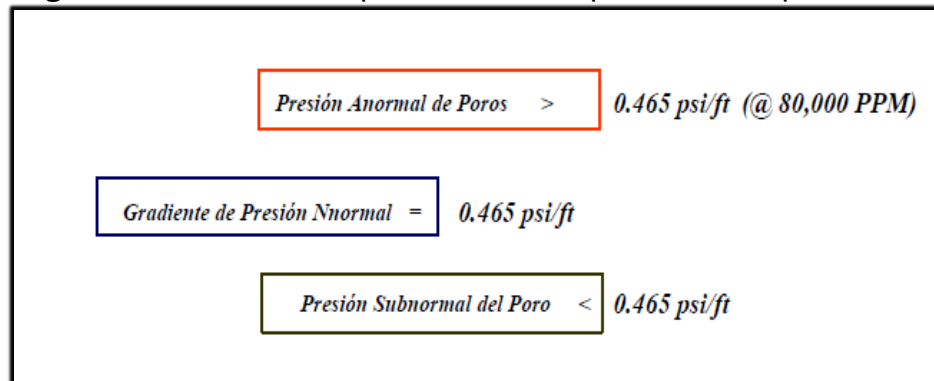 Presión Anormal de Poros > 0.465 psi/ft (@ 80,000 PPM)
Gradiente de Presión Nnormal = 0.465 psi/ft
Presión Subnormal del Poro < 0.465 psi/ft